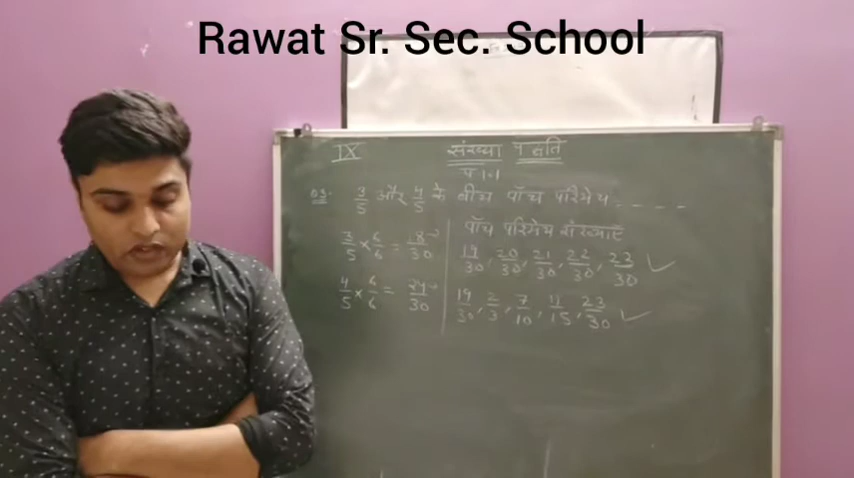 Rawat Sr. Sec. School
IX संख्या पद्धति
प्र 1.1
Q3. 3/5 और 4/5 के बीच पाँच परिमेय - - - - -
3/5 × 6/6 = 18/30
4/5 × 6/6 = 24/30
पाँच परिमेय संख्याएँ
19/30, 20/30, 21/30, 22/30, 23/30 ✓
19/30, 2/3, 7/10, 11/15, 23/30 ✓